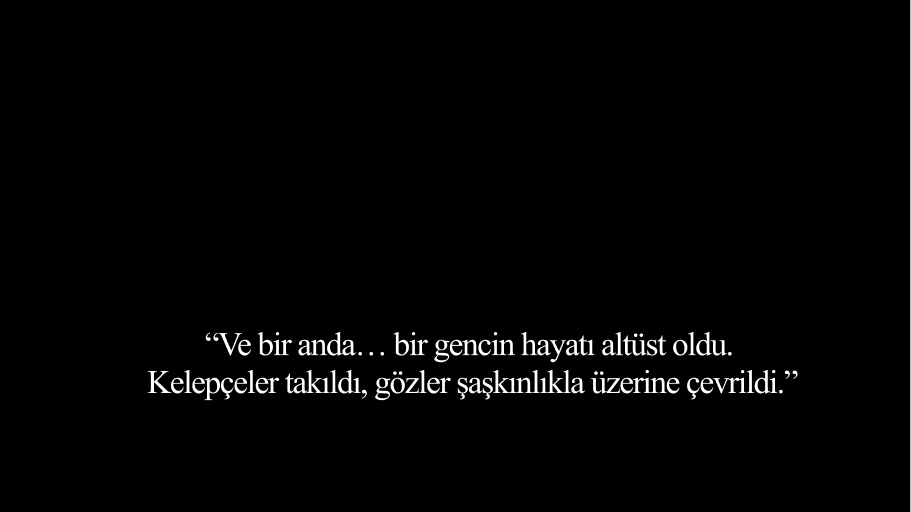 “Ve bir anda… bir gencin hayatı altüst oldu.
Kelepçeler takıldı, gözler şaşkınlıkla üzerine çevrildi.”